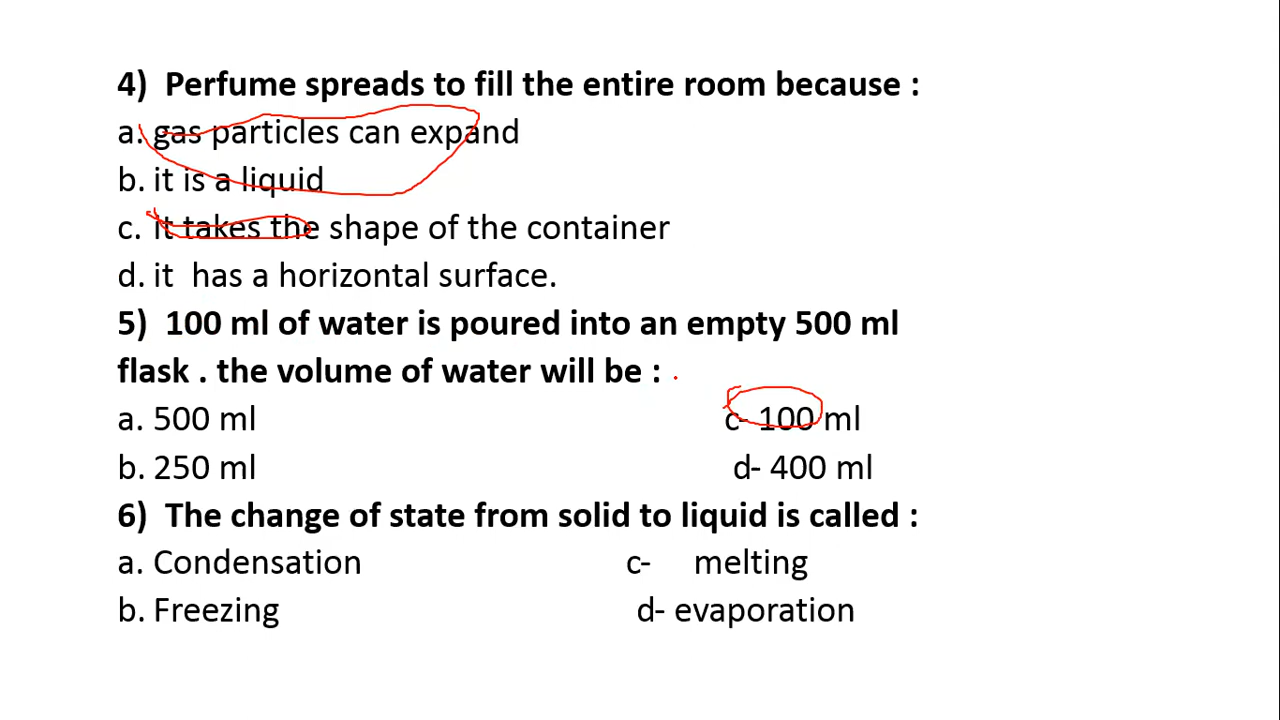 4) Perfume spreads to fill the entire room because :
a. gas particles can expand
b. it is a liquid
c. it takes the shape of the container
d. it has a horizontal surface.
5) 100 ml of water is poured into an empty 500 ml
flask . the volume of water will be :
a. 500 ml c- 100 ml
b. 250 ml d- 400 ml
6) The change of state from solid to liquid is called :
a. Condensation c- melting
b. Freezing d- evaporation